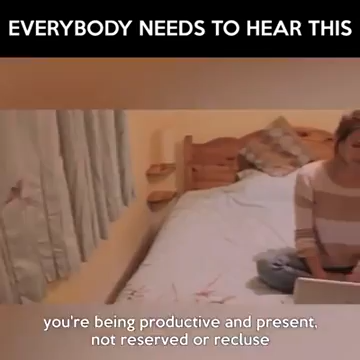 EVERYBODY NEEDS TO HEAR THIS
you're being productive and present,
not reserved or recluse